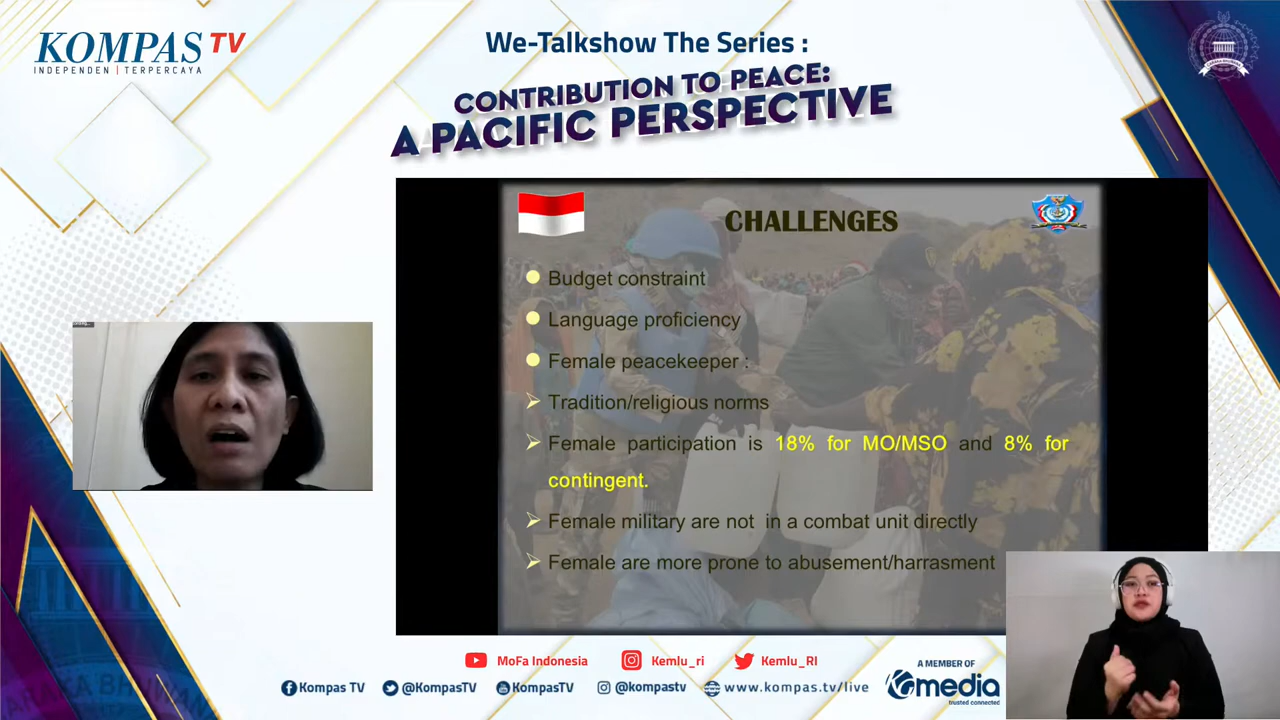 KOMPAS TV
INDEPENDEN | TERPERCAYA
We-Talkshow The Series :
CONTRIBUTION TO PEACE:
A PACIFIC PERSPECTIVE
CHALLENGES
Budget constraint
Language proficiency
Female peacekeeper :
Tradition/religious norms
Female participation is 18% for MO/MSO and 8% for
contingent.
Female military are not in a combat unit directly
Female are more prone to abusement/harrasment
MoFa Indonesia
Kemlu_ri
Kemlu_RI
Kompas TV
@KompasTV
KompasTV
@kompastv
www.kompas.tv/live
A MEMBER OF
media
trusted connected